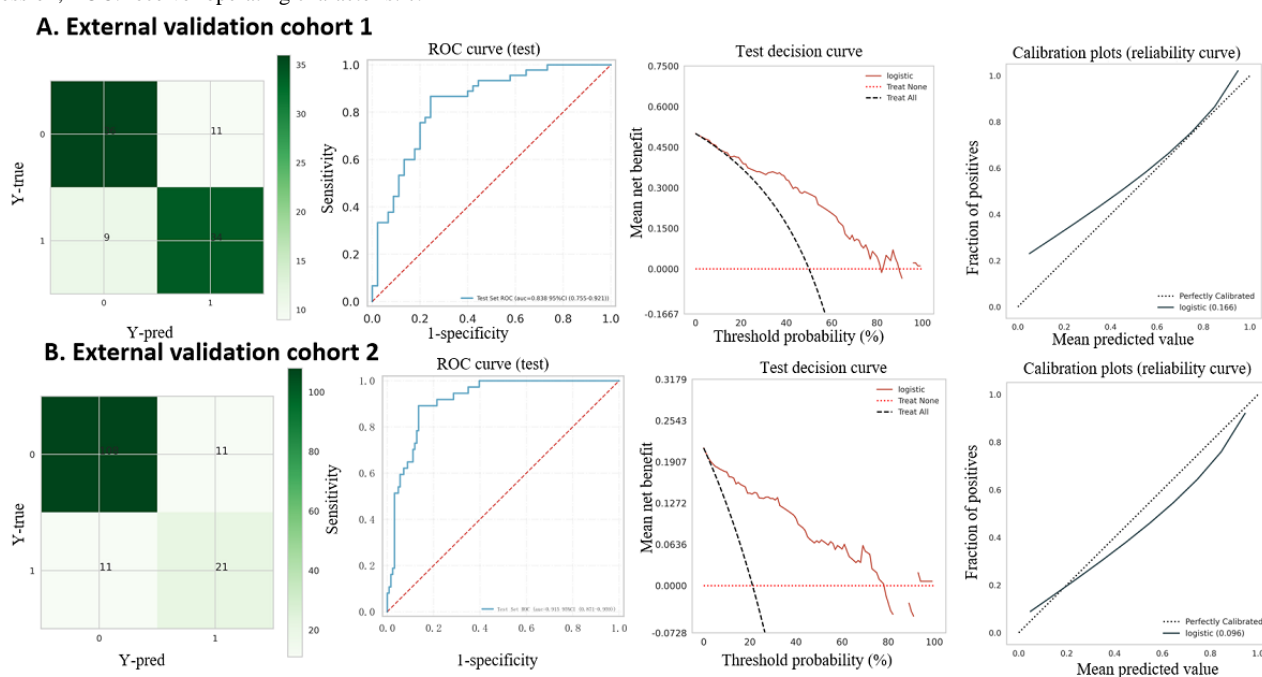 A. External validation cohort 1
ROC curve (test)
Test decision curve
Calibration plots (reliability curve)
Y-true
0
1
11
9
0
1
Y-pred
35
30
25
20
15
10
Sensitivity
1.0
0.8
0.6
0.4
0.2
0.0
Test Set ROC (auc=0.838 95%CI (0.755-0.921))
0.0 0.2 0.4 0.6 0.8 1.0
1-specificity
Mean net benefit
0.7500
0.6000
0.4500
0.3000
0.1500
0.0000
-0.1667
logistic
Treat None
Treat All
0 20 40 60 80 100
Threshold probability (%)
Fraction of positives
1.0
0.8
0.6
0.4
0.2
0.0
Perfectly Calibrated
logistic (0.166)
0.0 0.2 0.4 0.6 0.8 1.0
Mean predicted value
B. External validation cohort 2
ROC curve (test)
Test decision curve
Calibration plots (reliability curve)
Y-true
0
1
11
11
21
0
1
Y-pred
100
80
60
40
20
Sensitivity
1.0
0.8
0.6
0.4
0.2
0.0
Test Set ROC
0.0 0.2 0.4 0.6 0.8 1.0
1-specificity
Mean net benefit
0.3179
0.2543
0.1907
0.1272
0.0636
0.0000
-0.0728
logistic
Treat None
Treat All
0 20 40 60 80 100
Threshold probability (%)
Fraction of positives
1.0
0.8
0.6
0.4
0.2
0.0
Perfectly Calibrated
logistic (0.096)
0.0 0.2 0.4 0.6 0.8 1.0
Mean predicted value